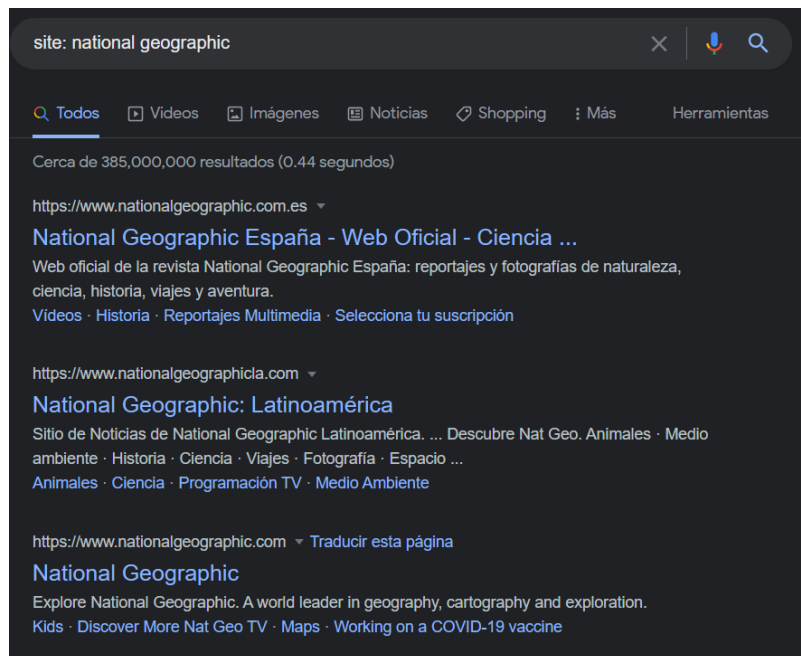 site: national geographic
Todos Videos Imágenes Noticias Shopping Más Herramientas
Cerca de 385,000,000 resultados (0.44 segundos)
https://www.nationalgeographic.com.es
National Geographic España - Web Oficial - Ciencia ...
Web oficial de la revista National Geographic España: reportajes y fotografías de naturaleza,
ciencia, historia, viajes y aventura.
Vídeos · Historia · Reportajes Multimedia · Selecciona tu suscripción
https://www.nationalgeographicla.com
National Geographic: Latinoamérica
Sitio de Noticias de National Geographic Latinoamérica. ... Descubre Nat Geo. Animales · Medio
ambiente · Historia · Ciencia · Viajes · Fotografía · Espacio ...
Animales · Ciencia · Programación TV · Medio Ambiente
https://www.nationalgeographic.com Traducir esta página
National Geographic
Explore National Geographic. A world leader in geography, cartography and exploration.
Kids · Discover More Nat Geo TV · Maps · Working on a COVID-19 vaccine